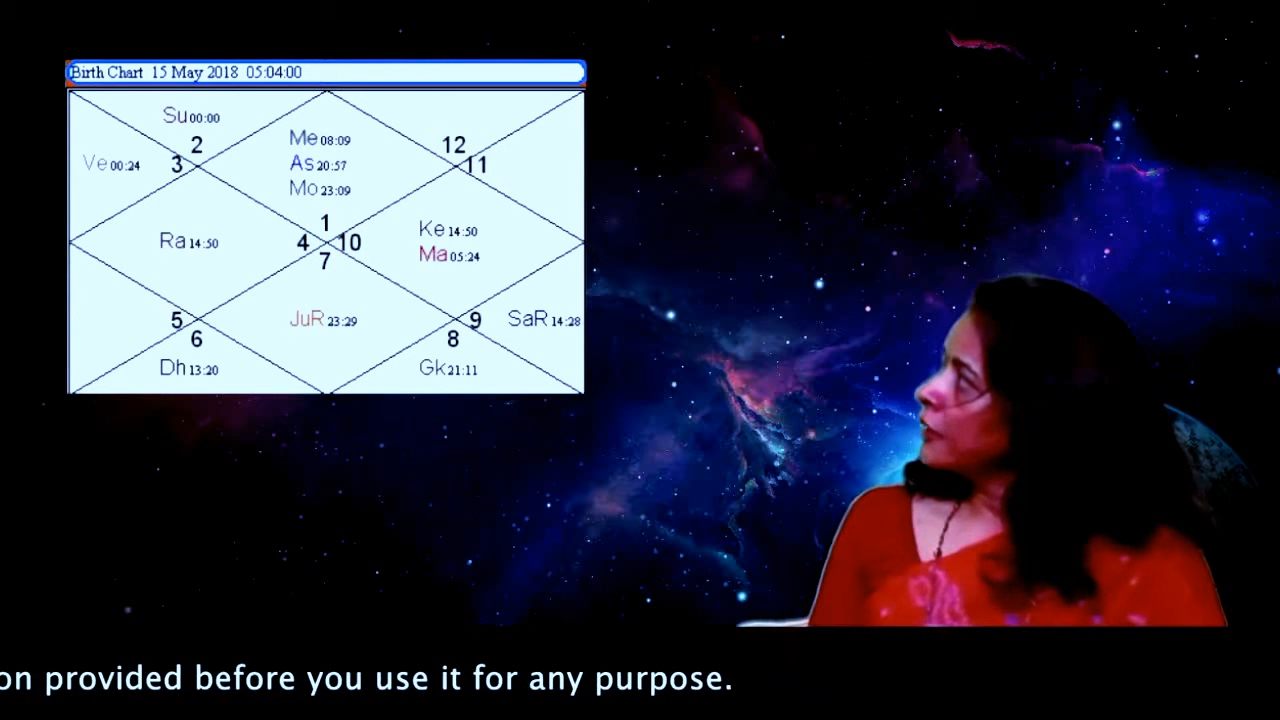 Birth Chart 15 May 2018 05:04:00
Su 00:00
2
Ve 00:24
3
Me 08:09
As 20:57
Mo 23:09
12
11
Ra 14:50
1
4
10
7
Ke 14:50
Ma 05:24
5
6
Dh 13:20
JuR 23:29
9
8
SaR 14:28
Gk 21:11
on provided before you use it for any purpose.